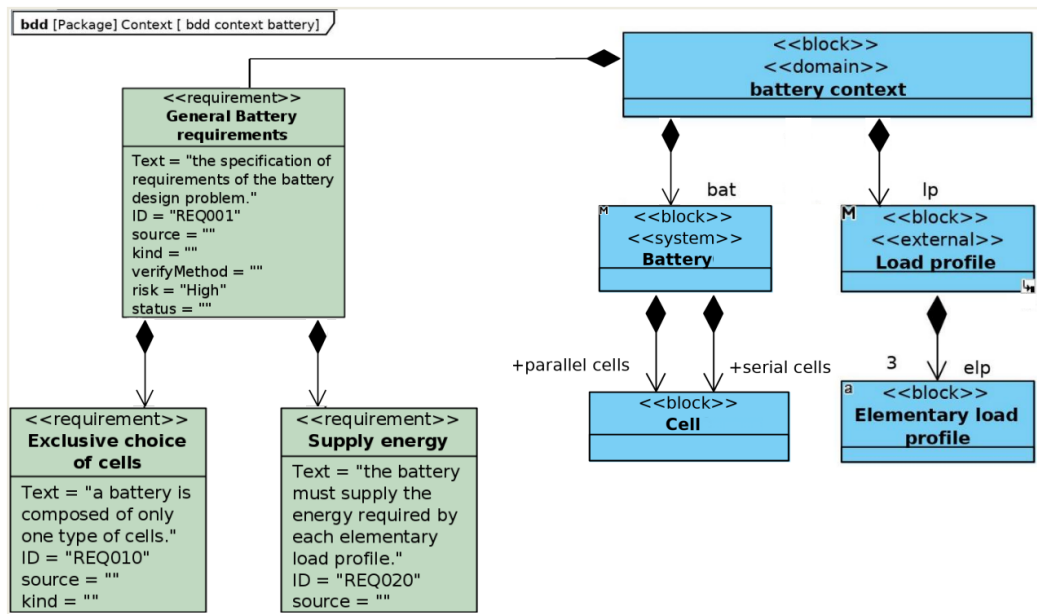 bdd [Package] Context [ bdd context battery]
<<block>>
<<domain>>
battery context
<<requirement>>
General Battery
requirements
Text = "the specification of
requirements of the battery
design problem."
ID = "REQ001"
source = ""
kind = ""
verifyMethod = ""
risk = "High"
status = ""
bat
lp
M
<<block>>
<<system>>
Battery
M
<<block>>
<<external>>
Load profile
+parallel cells
+serial cells
3
elp
<<block>>
Cell
a
<<block>>
Elementary load
profile
<<requirement>>
Exclusive choice
of cells
Text = "a battery is
composed of only
one type of cells."
ID = "REQ010"
source = ""
kind = ""
<<requirement>>
Supply energy
Text = "the battery
must supply the
energy required by
each elementary
load profile."
ID = "REQ020"
source = ""